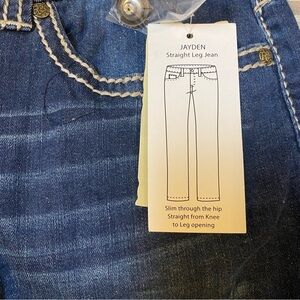 JAYDEN
Straight Leg Jean
Slim through the hip
Straight from Knee
to Leg opening